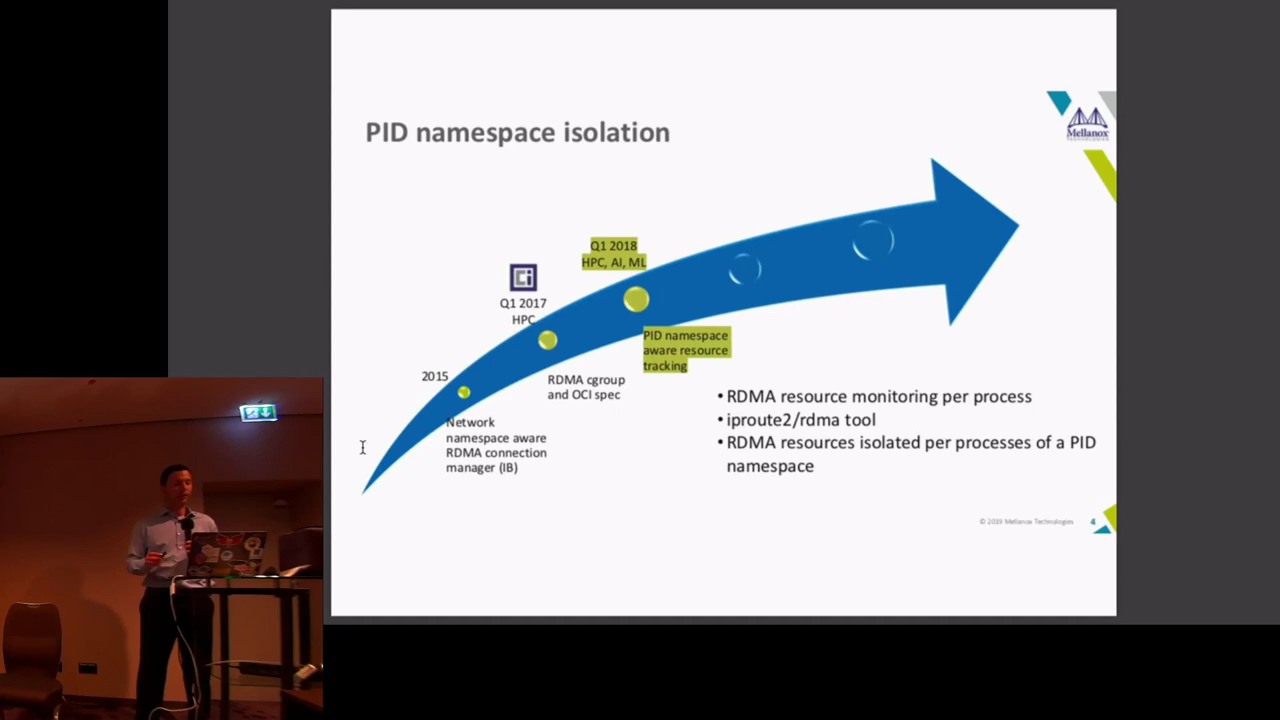 PID namespace isolation
Mellanox
TECHNOLOGIES
Q1 2018
HPC, AI, ML
Q1 2017
HPC
PID namespace
aware resource
tracking
2015
RDMA cgroup
and OCI spec
Network
namespace aware
RDMA connection
manager (IB)
• RDMA resource monitoring per process
• iproute2/rdma tool
• RDMA resources isolated per processes of a PID
namespace
© 2019 Mellanox Technologies
4